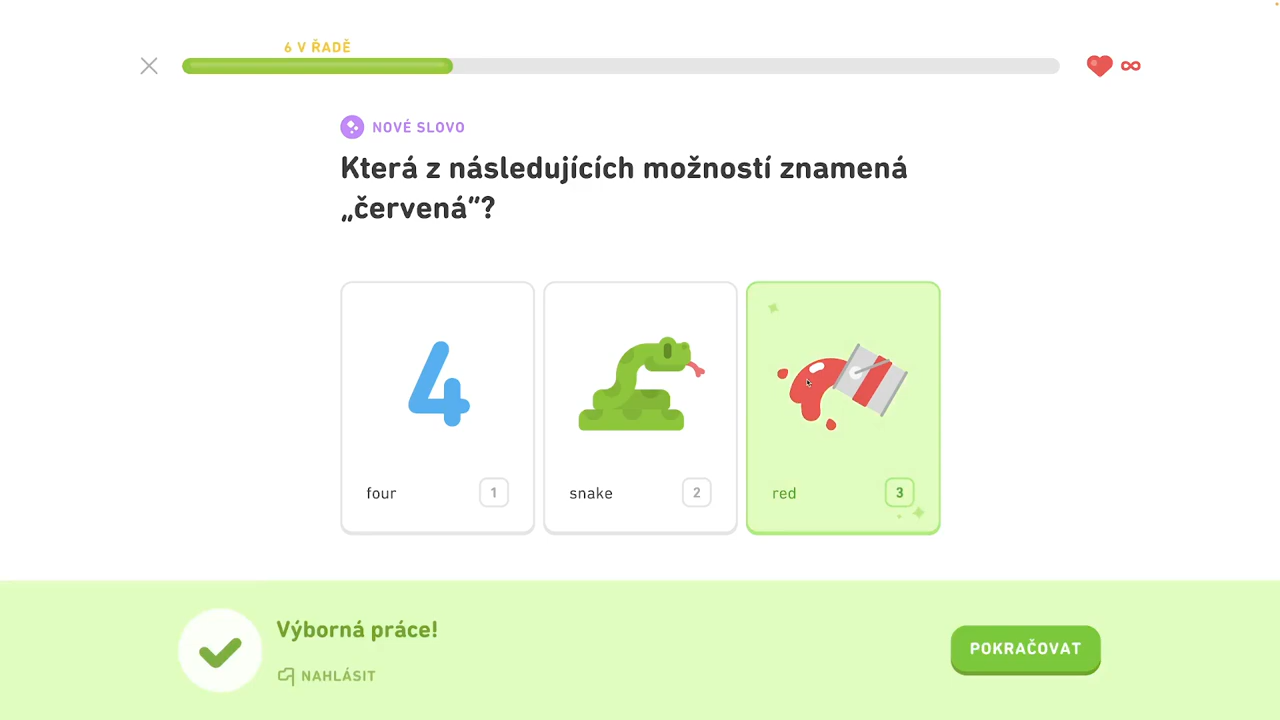 6 V ŘADĚ
NOVÉ SLOVO
Která z následujících možností znamená
„červená”?
4
four 1
snake 2
red 3
Výborná práce!
NAHLÁSIT
POKRAČOVAT